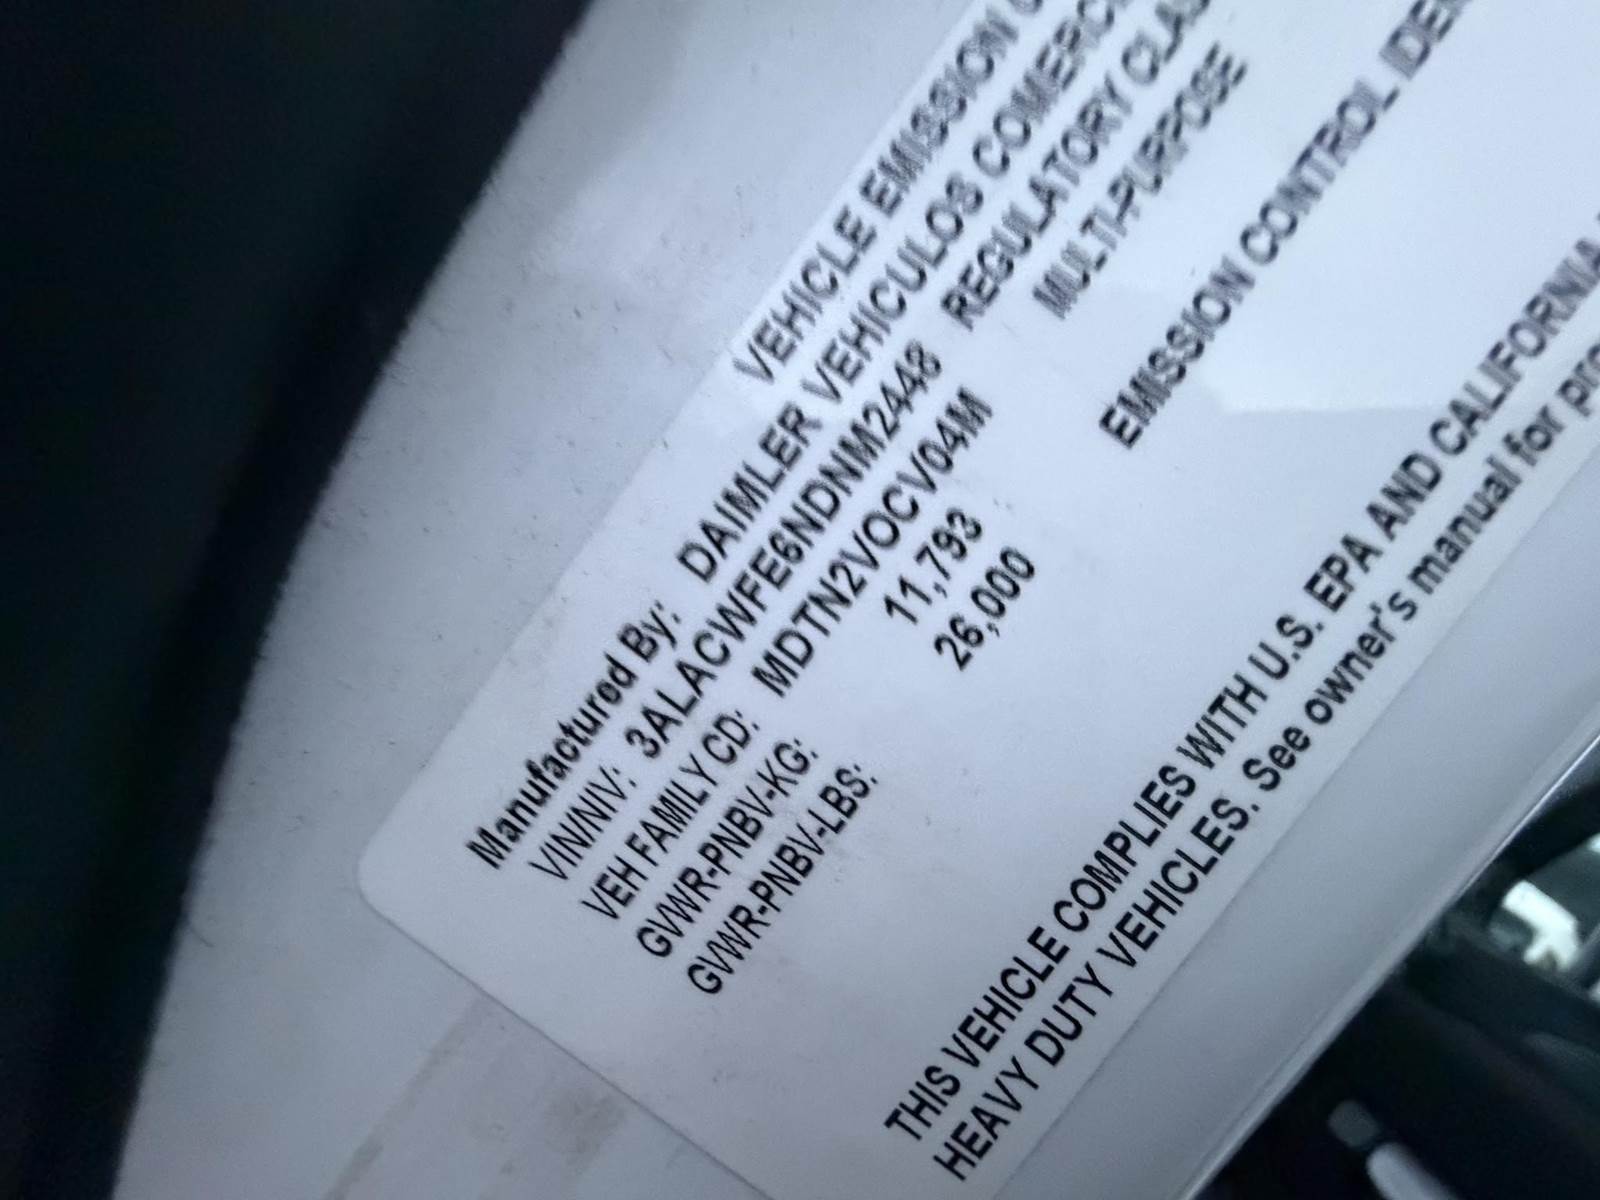 VEHICLE EMISSION
Manufactured By: DAIMLER VEHICULOS COMERC
VIN/NIV: 3ALACWFE6NDNM2448 REGULATORY CLAS
VEH FAMILY CD: MDTN2VOCV04M MULTI-PURPOSE
GVWR-PNBV-KG: 11,793
GVWR-PNBV-LBS: 26,000
EMISSION CONTROL IDEN
THIS VEHICLE COMPLIES WITH U.S. EPA AND CALIFORNIA
HEAVY DUTY VEHICLES. See owner's manual for pro